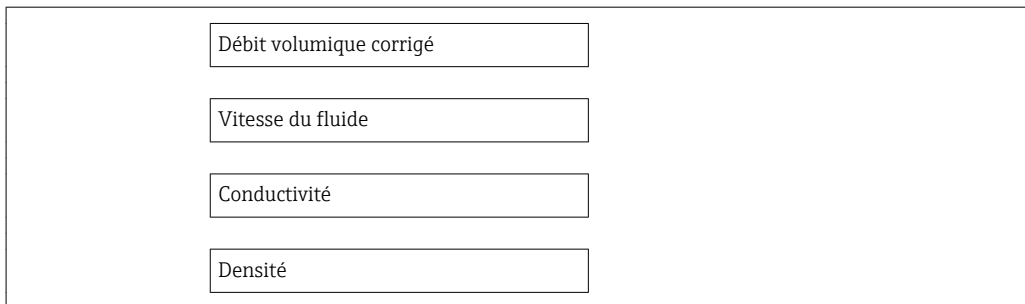 Débit volumique corrigé
Vitesse du fluide
Conductivité
Densité